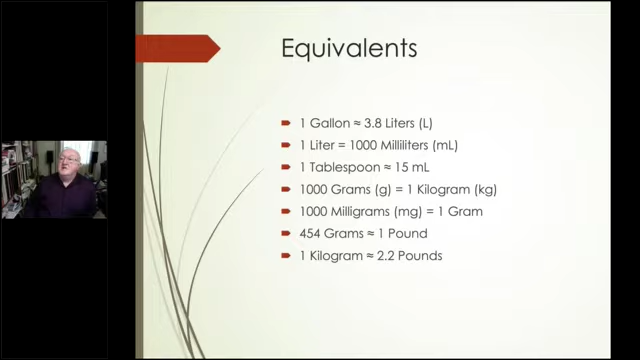 Equivalents
1 Gallon ≈ 3.8 Liters (L)
1 Liter = 1000 Milliliters (mL)
1 Tablespoon ≈ 15 mL
1000 Grams (g) = 1 Kilogram (kg)
1000 Milligrams (mg) = 1 Gram
454 Grams ≈ 1 Pound
1 Kilogram ≈ 2.2 Pounds